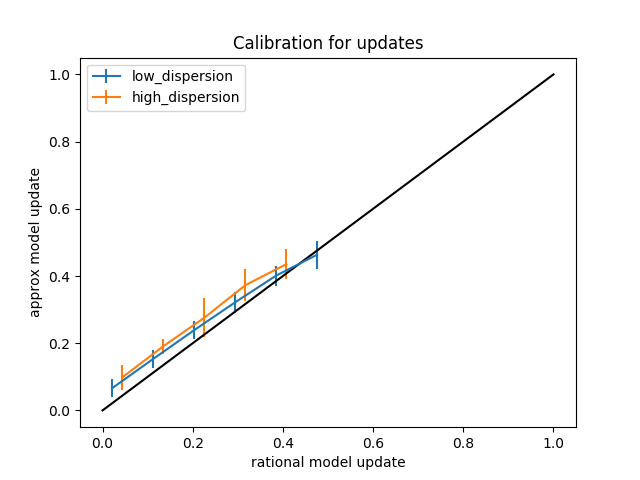 Calibration for updates
low_dispersion
high_dispersion
approx model update
1.0
0.8
0.6
0.4
0.2
0.0
0.0 0.2 0.4 0.6 0.8 1.0
rational model update